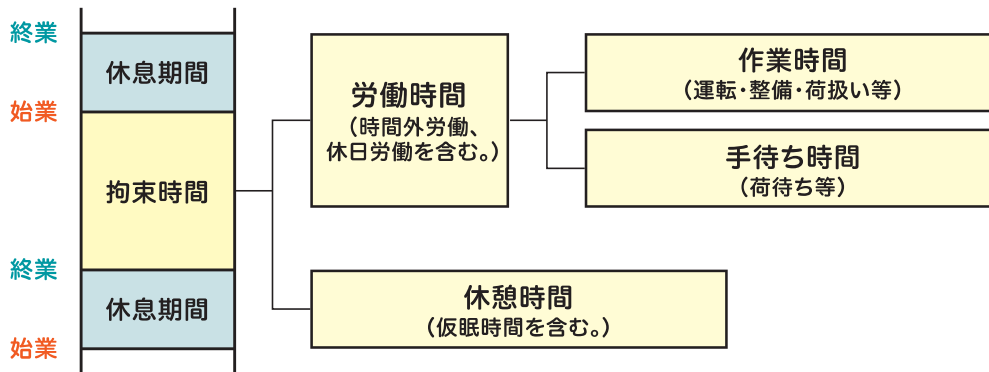 終業
休息期間
始業
拘束時間
終業
休息期間
始業
労働時間
（時間外労働、
休日労働を含む。）
作業時間
（運転・整備・荷扱い等）
手待ち時間
（荷待ち等）
休憩時間
（仮眠時間を含む。）